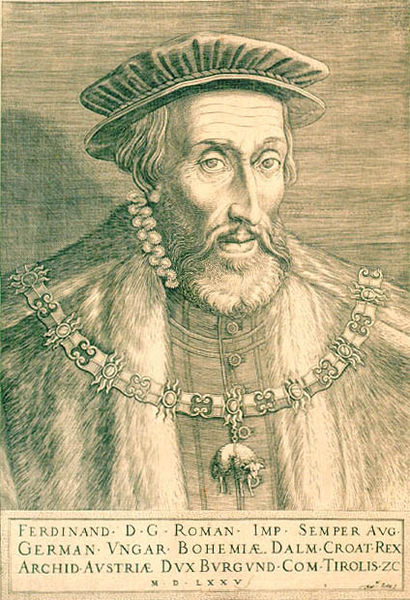 FERDINAND · D · G · ROMAN · IMP · SEMPER AVG ·
GERMAN · VNGAR · BOHEMIÆ · DALM · CROAT · REX
ARCHID · AVSTRIÆ DVX BVRGVND · COM · TIROLIS · ZC
M · D · LXXV